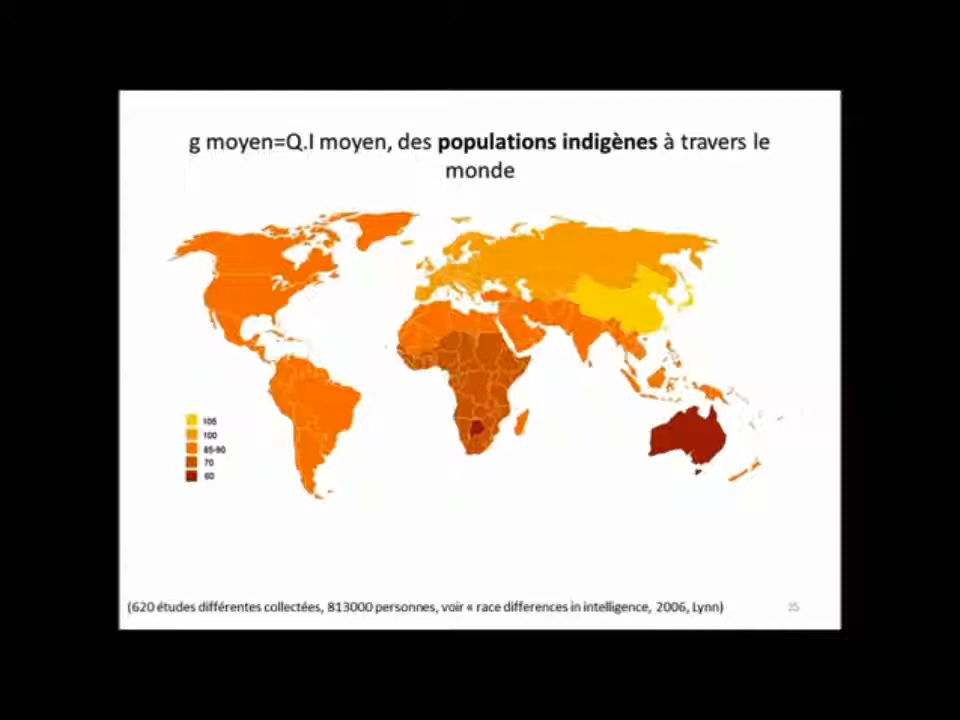 g moyen=Q.I moyen, des populations indigènes à travers le
monde
105
100
85-90
70
60
(620 études différentes collectées, 813000 personnes, voir « race differences in intelligence, 2006, Lynn)